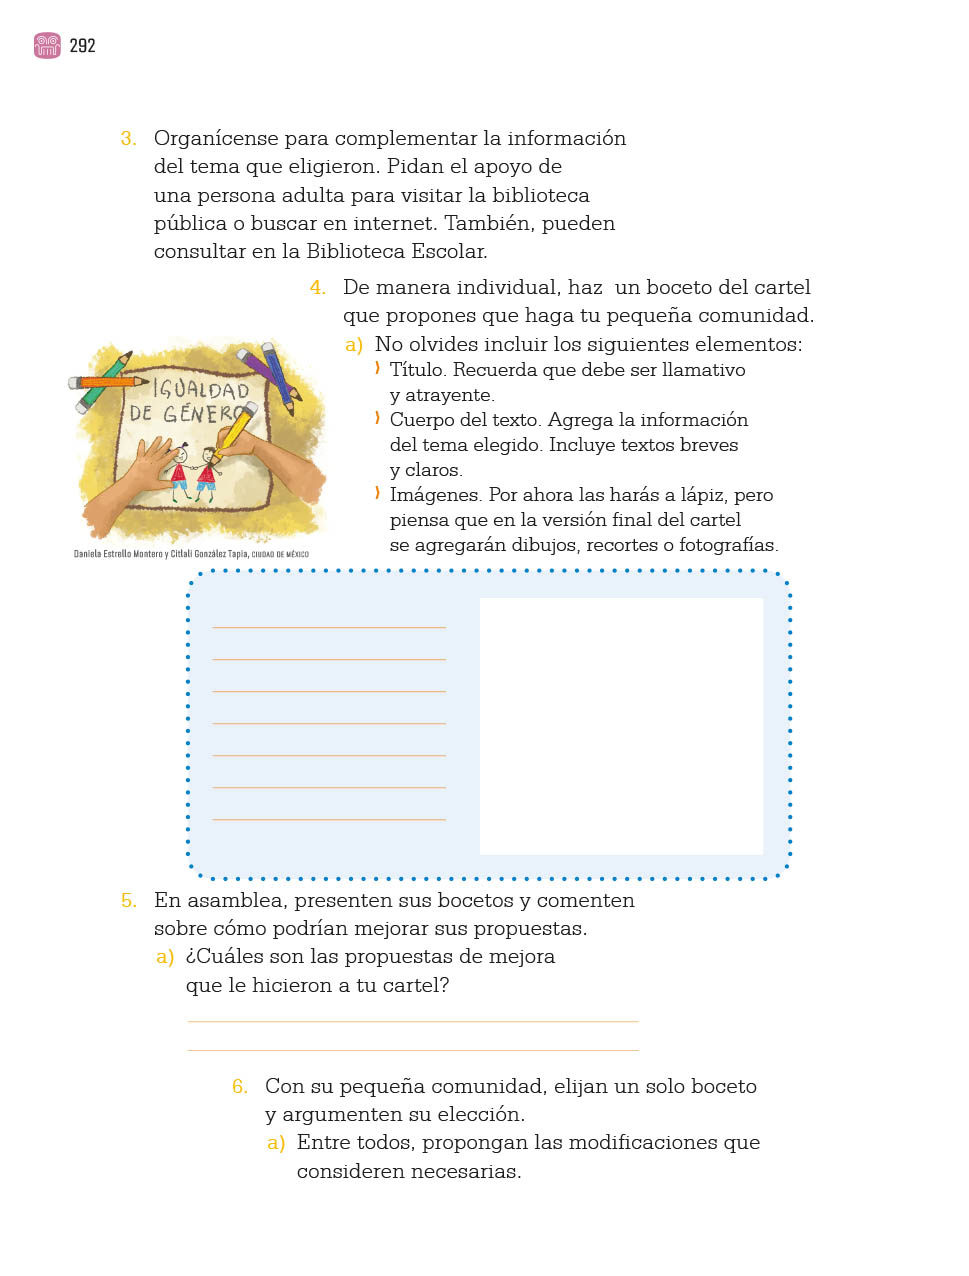 292
3. Organícense para complementar la información
del tema que eligieron. Pidan el apoyo de
una persona adulta para visitar la biblioteca
pública o buscar en internet. También, pueden
consultar en la Biblioteca Escolar.
4. De manera individual, haz un boceto del cartel
que propones que haga tu pequeña comunidad.
a) No olvides incluir los siguientes elementos:
Título. Recuerda que debe ser llamativo
y atrayente.
Cuerpo del texto. Agrega la información
del tema elegido. Incluye textos breves
y claros.
Imágenes. Por ahora las harás a lápiz, pero
piensa que en la versión final del cartel
se agregarán dibujos, recortes o fotografías.
IGUALDAD
DE GÉNERO
Daniela Estrello Montero y Citlali González Tapia, CIUDAD DE MÉXICO
5. En asamblea, presenten sus bocetos y comenten
sobre cómo podrían mejorar sus propuestas.
a) ¿Cuáles son las propuestas de mejora
que le hicieron a tu cartel?
6. Con su pequeña comunidad, elijan un solo boceto
y argumenten su elección.
a) Entre todos, propongan las modificaciones que
consideren necesarias.